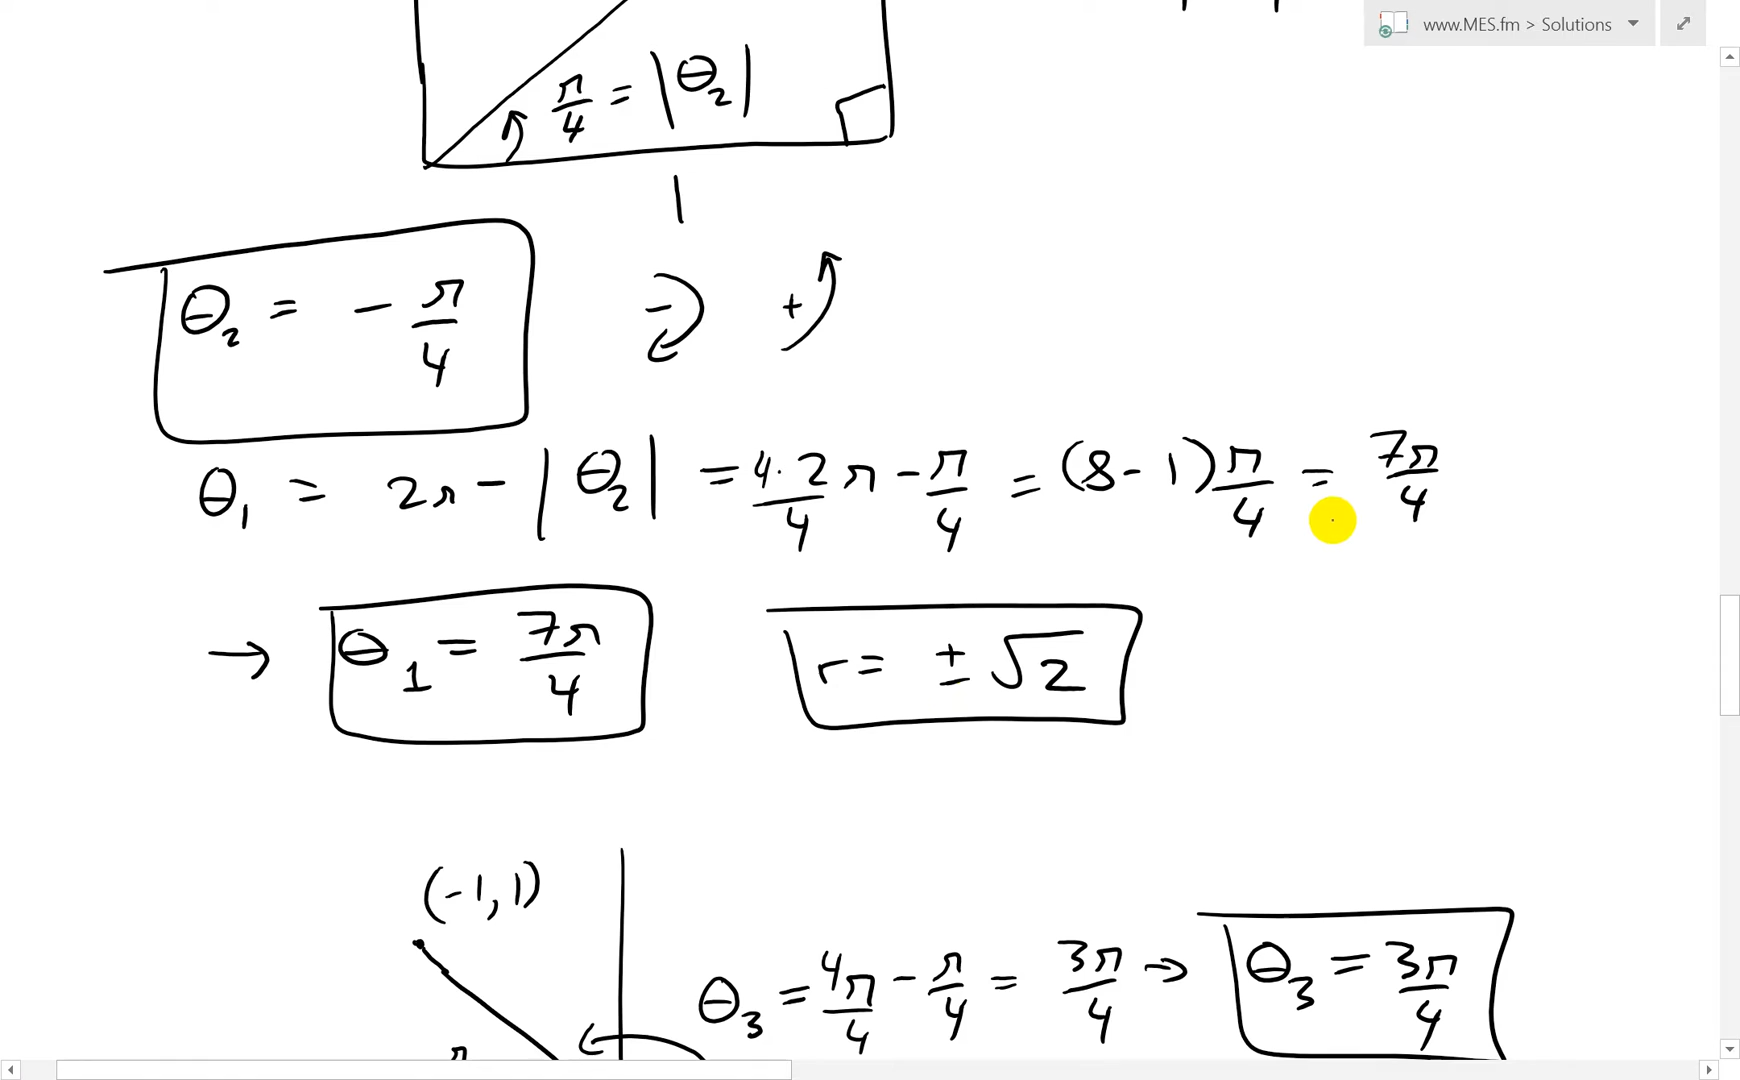 www.MES.fm > Solutions
π/4 = |θ₂|
1
θ₂ = - π/4
- +
θ₁ = 2π - |θ₂| = 4·2/4 π - π/4 = (8-1) π/4 = 7π/4
→ θ₁ = 7π/4
r = ± √2
(-1, 1)
θ₃ = 4π/4 - π/4 = 3π/4 → θ₃ = 3π/4